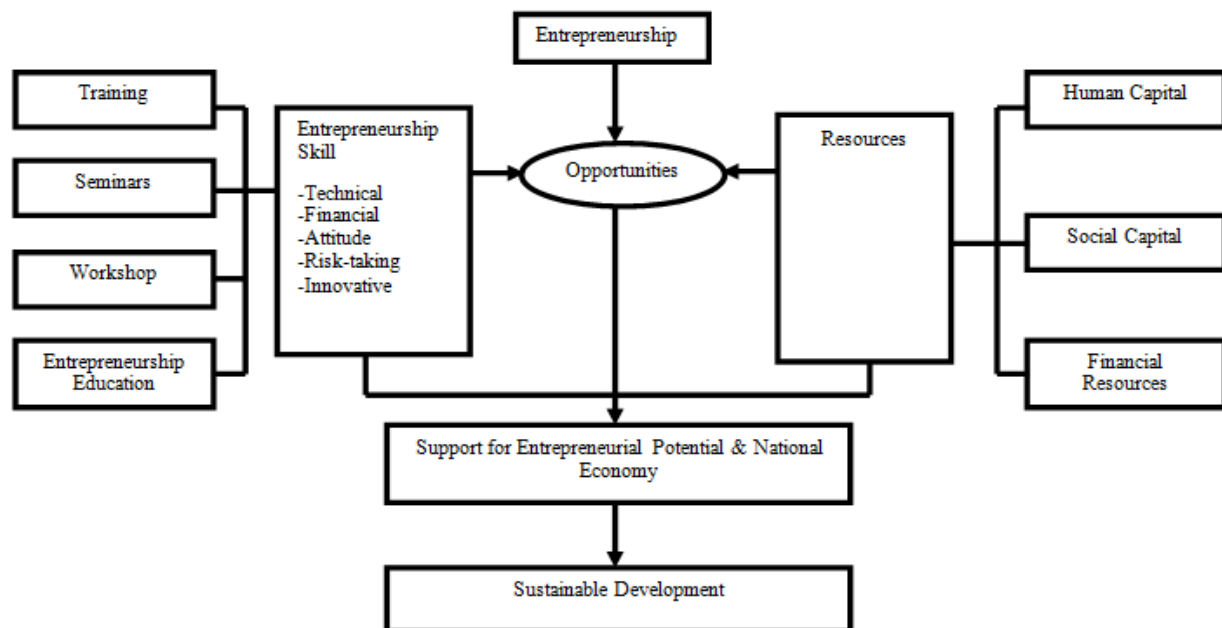 Entrepreneurship
Training
Seminars
Workshop
Entrepreneurship
Education
Entrepreneurship
Skill
-Technical
-Financial
-Attitude
-Risk-taking
-Innovative
Opportunities
Resources
Human Capital
Social Capital
Financial
Resources
Support for Entrepreneurial Potential & National
Economy
Sustainable Development